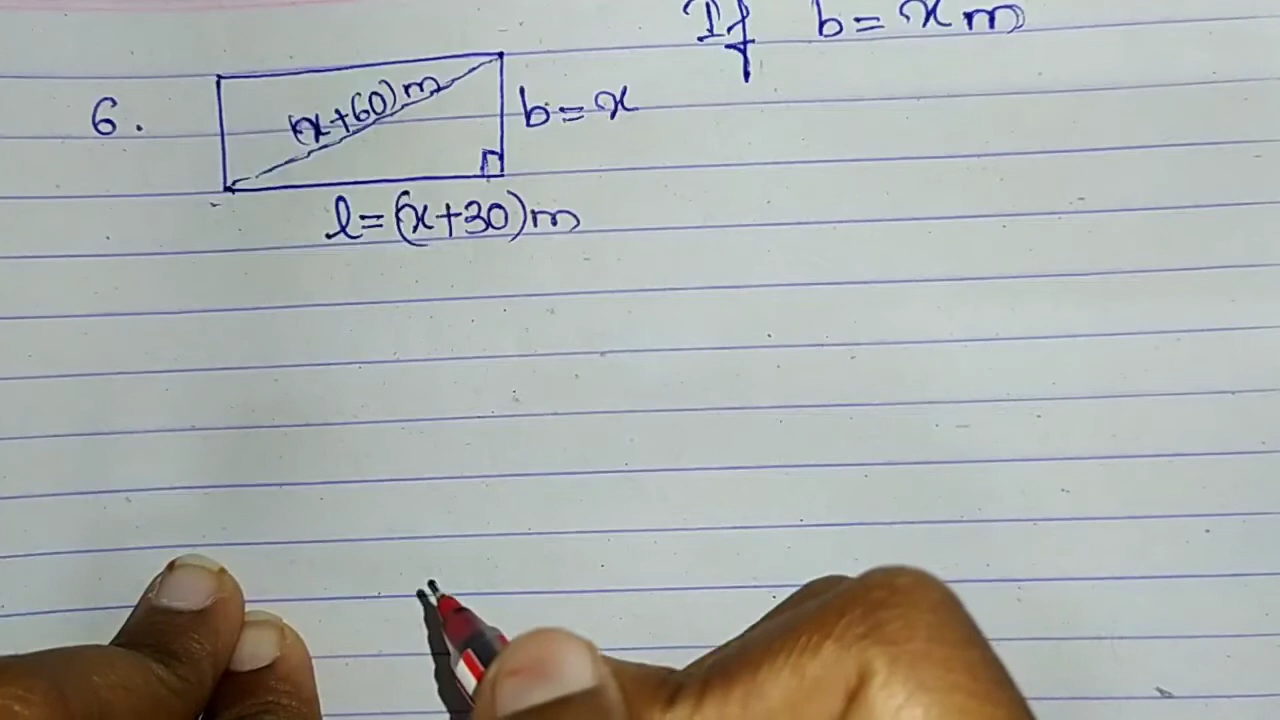 If b = x m
6.
(x+60)m
b = x
l = (x+30)m